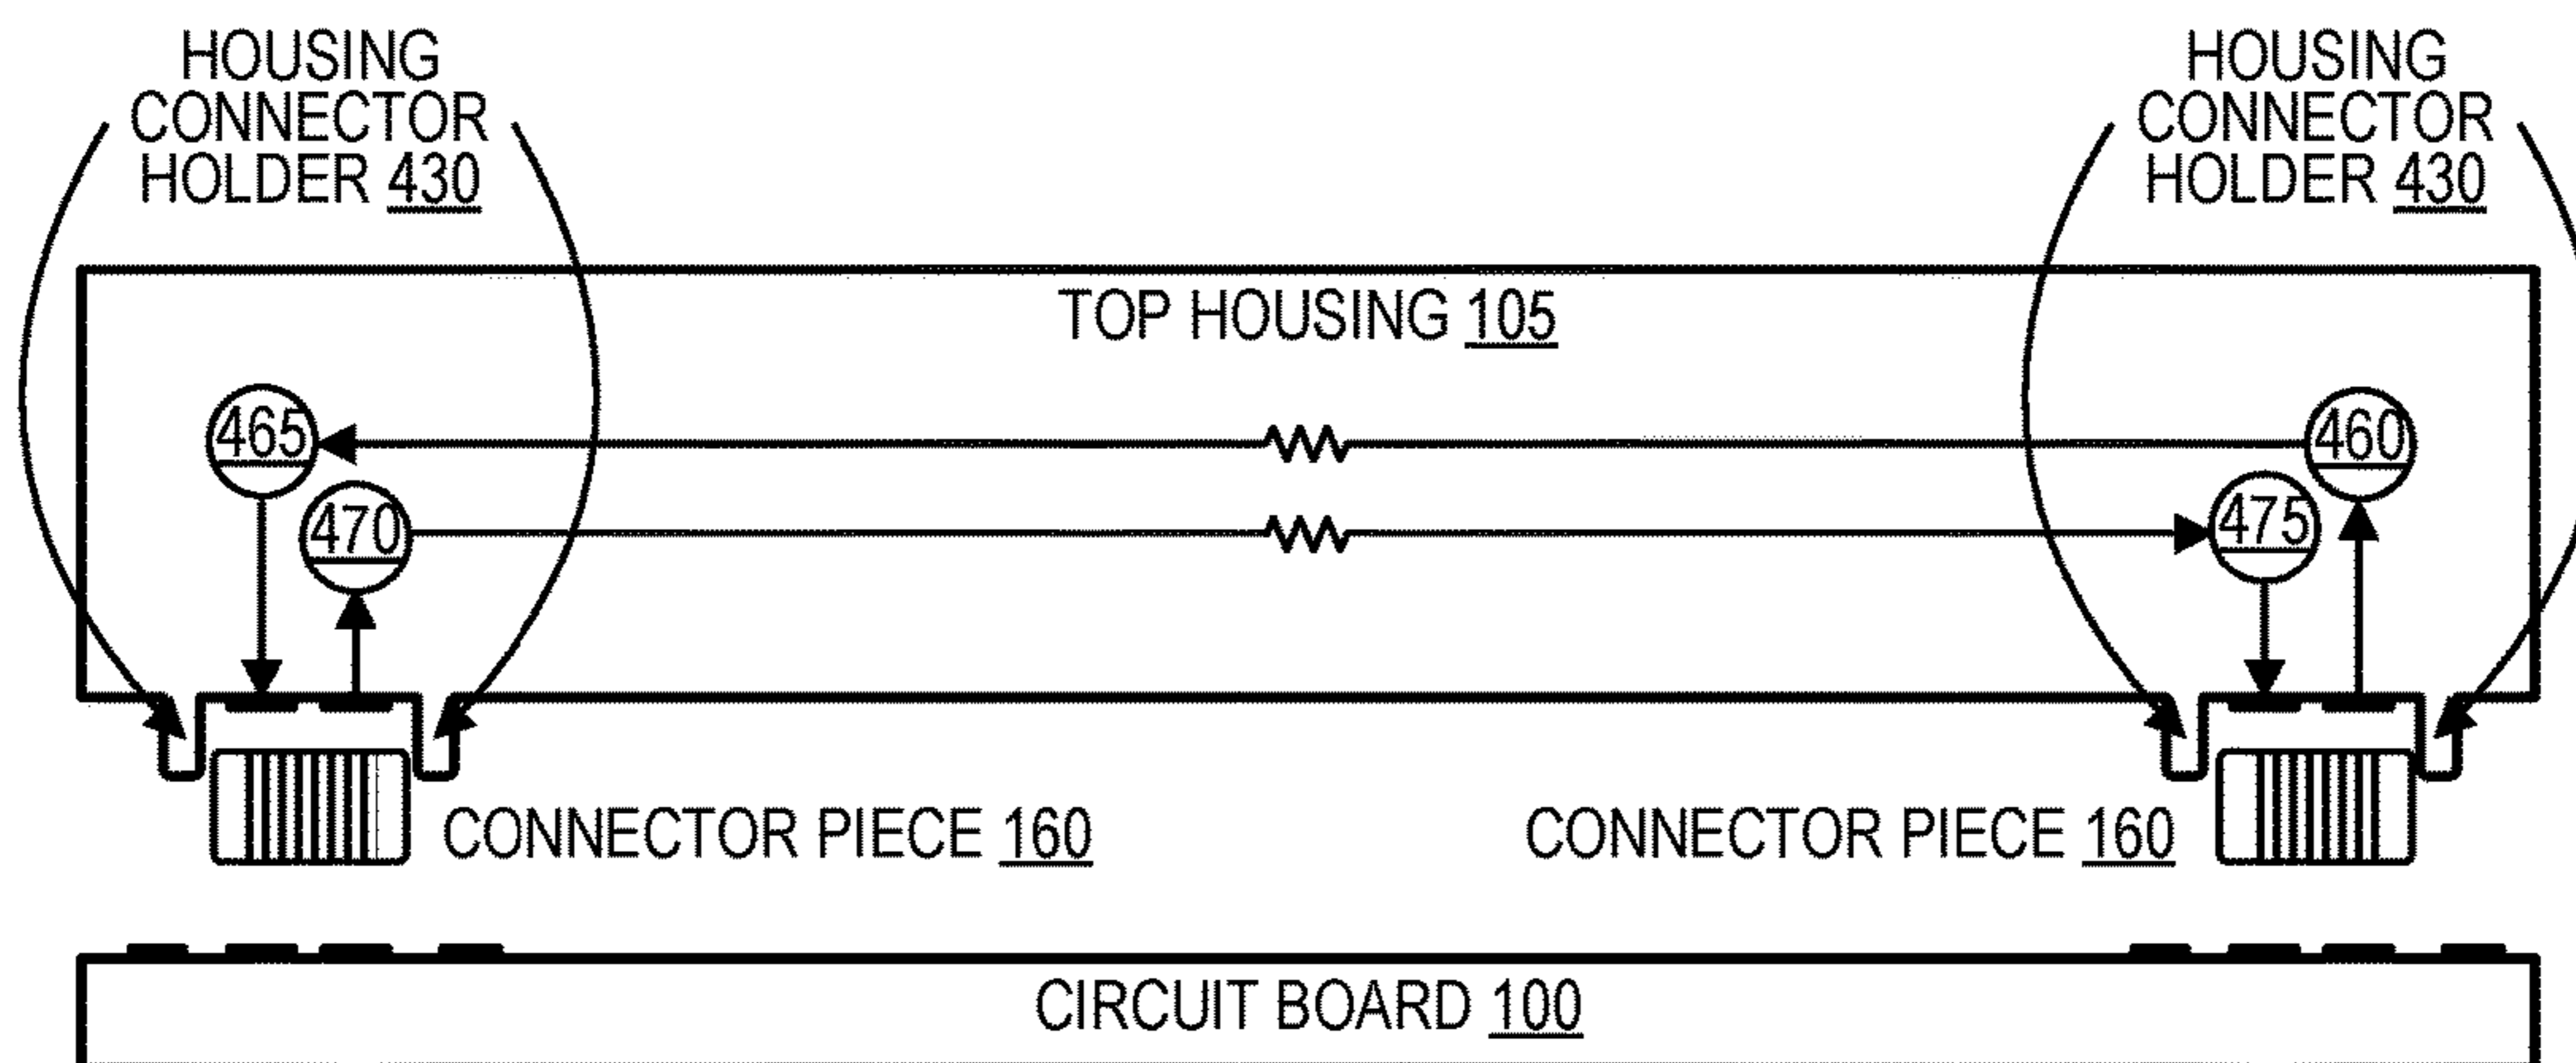 HOUSING
CONNECTOR
HOLDER 430
HOUSING
CONNECTOR
HOLDER 430
TOP HOUSING 105
465
460
470
475
CONNECTOR PIECE 160
CONNECTOR PIECE 160
CIRCUIT BOARD 100